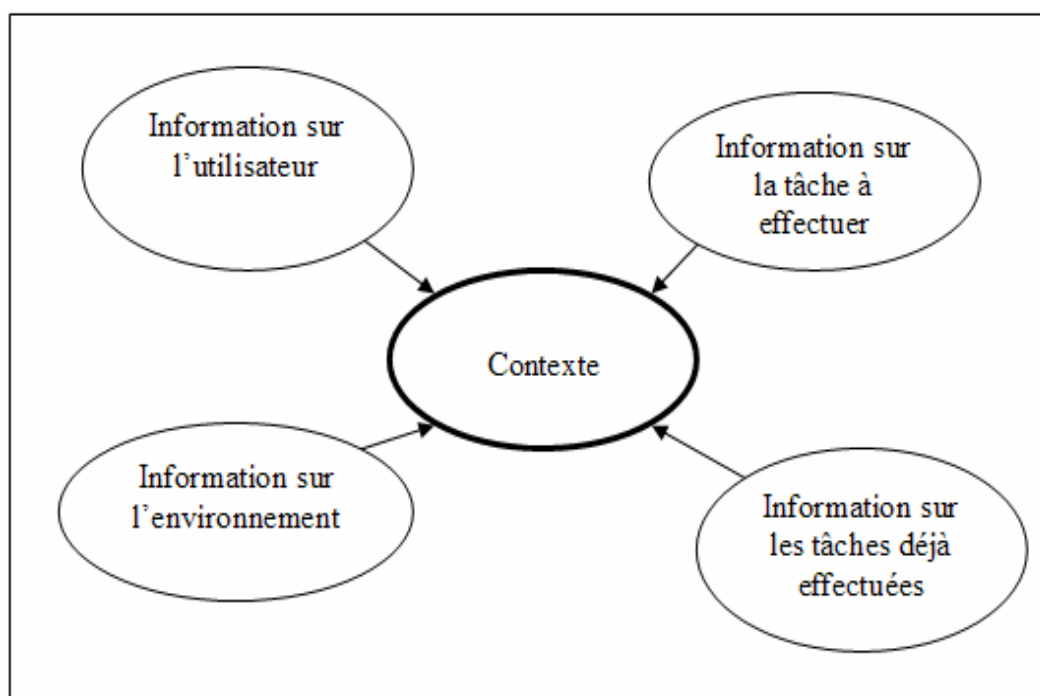 Information sur
l'utilisateur
Information sur
la tâche à
effectuer
Contexte
Information sur
l'environnement
Information sur
les tâches déjà
effectuées